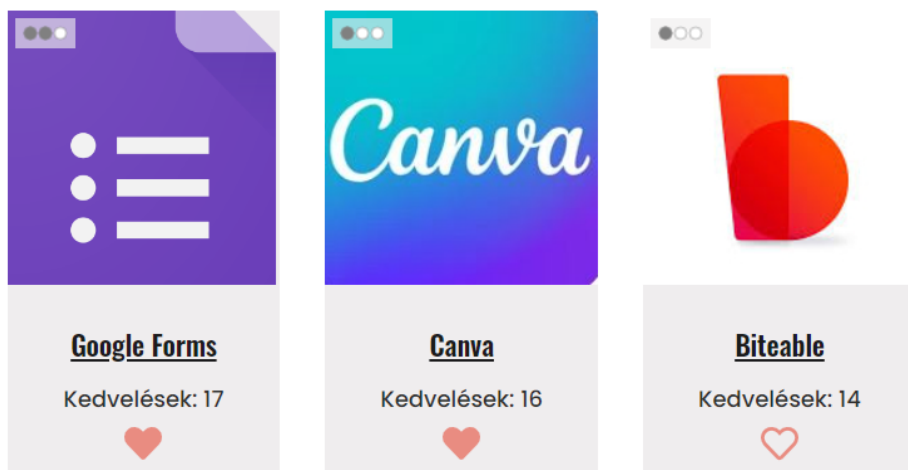 Canva
Google Forms
Canva
Biteable
Kedvelések: 17
Kedvelések: 16
Kedvelések: 14